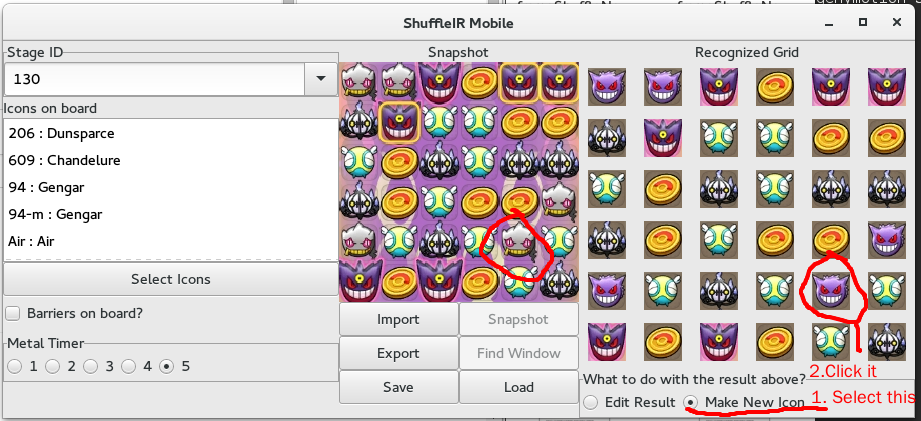 ShuffleIR Mobile
Stage ID
130
Icons on board
206 : Dunsparce
609 : Chandelure
94 : Gengar
94-m : Gengar
Air : Air
Select Icons
Barriers on board?
Metal Timer
1 2 3 4 5
Snapshot
Import Snapshot
Export Find Window
Save Load
Recognized Grid
What to do with the result above?
Edit Result Make New Icon
2.Click it
1. Select this